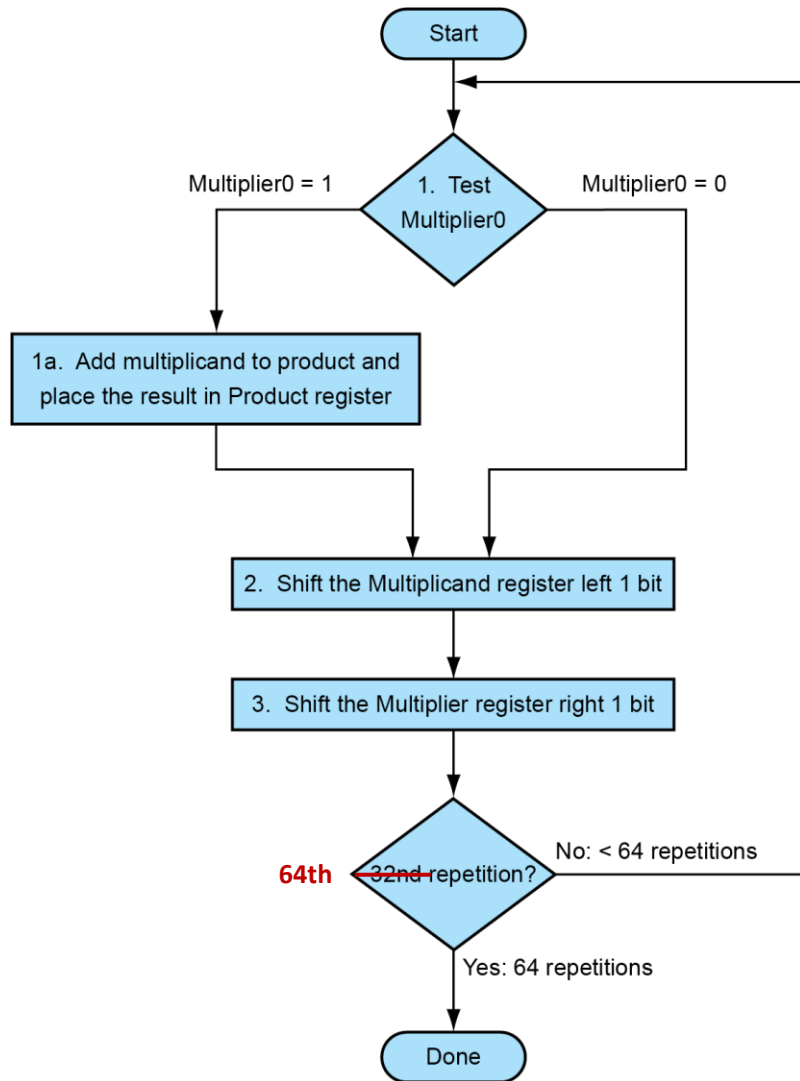 Start
Multiplier0 = 1
1. Test
Multiplier0
Multiplier0 = 0
1a. Add multiplicand to product and
place the result in Product register
2. Shift the Multiplicand register left 1 bit
3. Shift the Multiplier register right 1 bit
64th
32nd repetition?
No: < 64 repetitions
Yes: 64 repetitions
Done